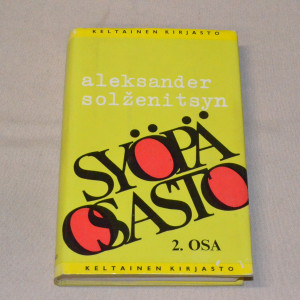 KELTAINEN KIRJASTO
aleksander
solženitsyn
SYÖPÄ
OSASTO
2. OSA
KELTAINEN KIRJASTO